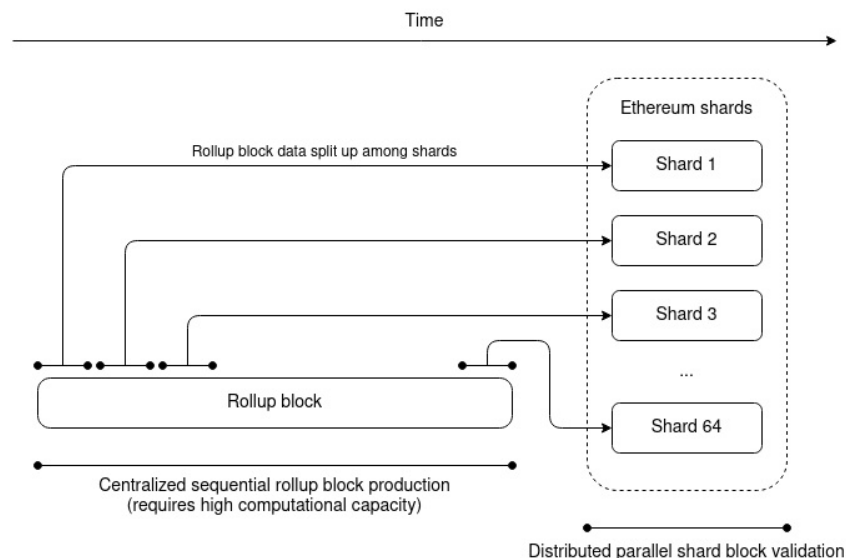 Time
Ethereum shards
Rollup block data split up among shards
Shard 1
Shard 2
Shard 3
...
Shard 64
Rollup block
Centralized sequential rollup block production
(requires high computational capacity)
Distributed parallel shard block validation